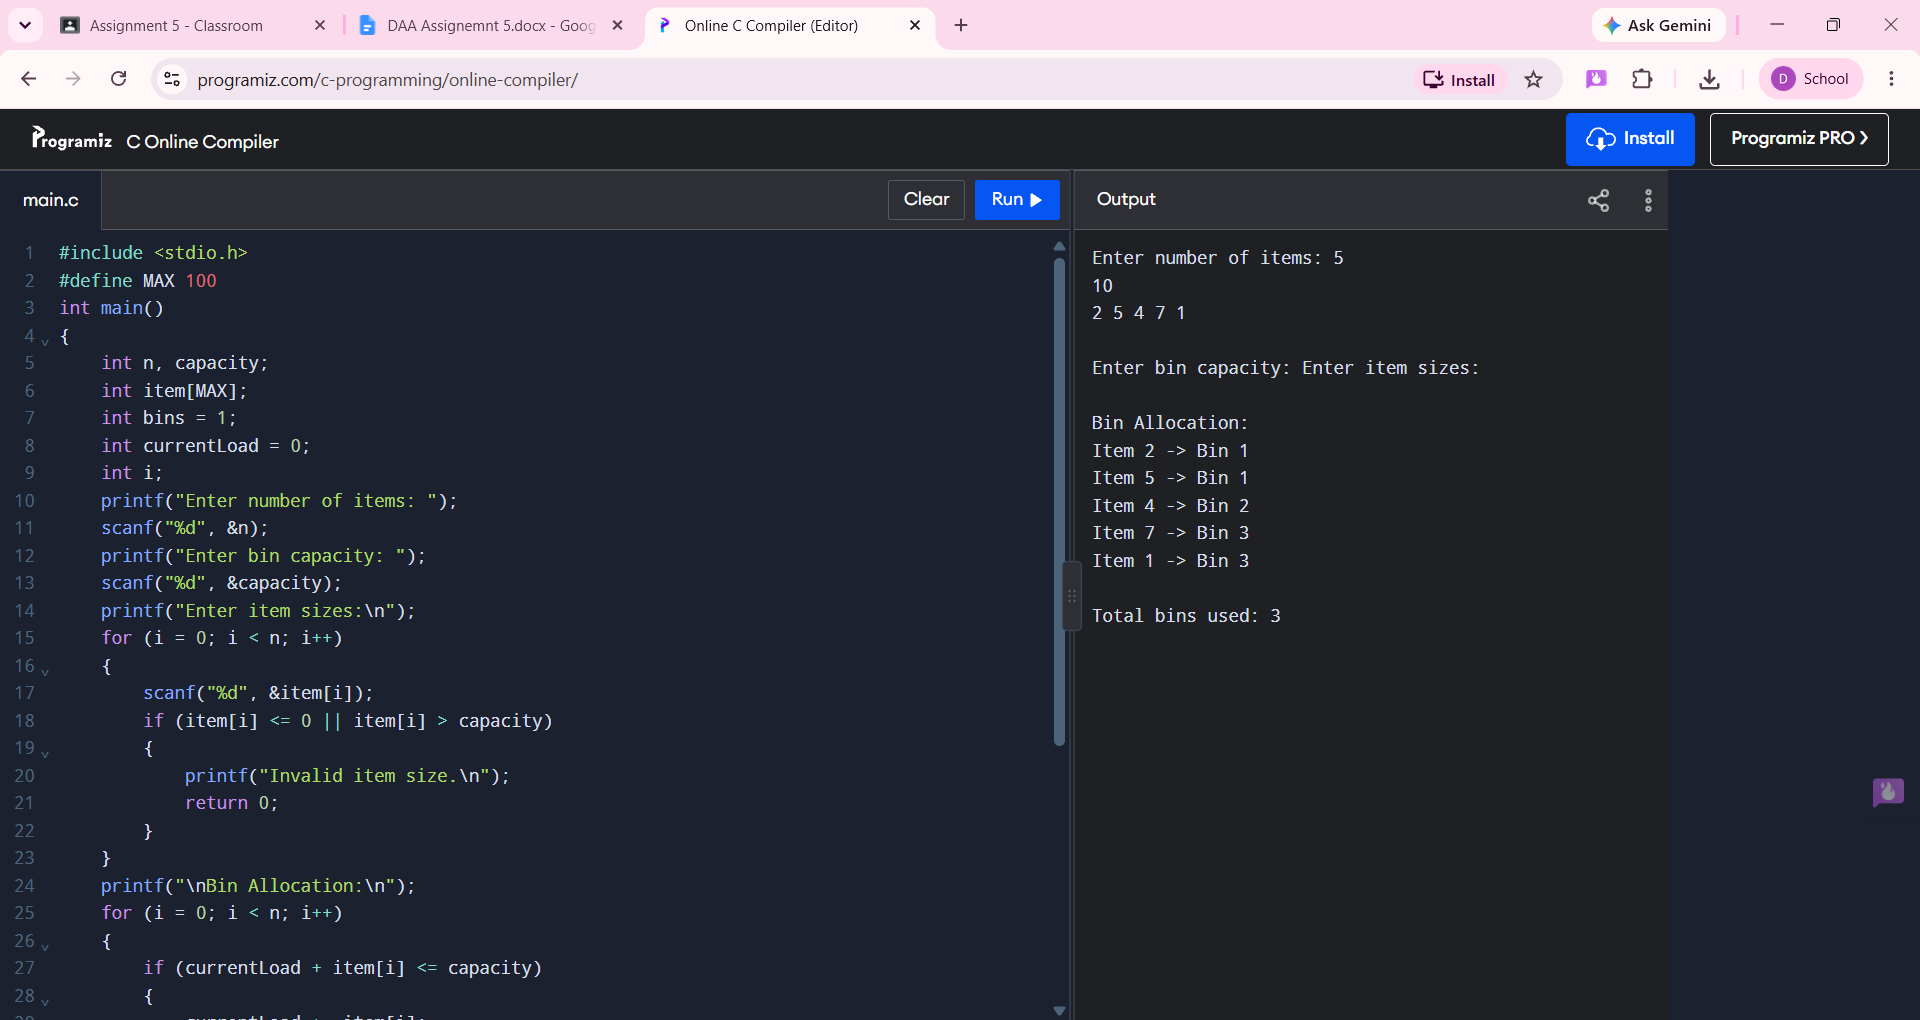 Assignment 5 - Classroom
DAA Assignemnt 5.docx - Goog
Online C Compiler (Editor)
Ask Gemini
programiz.com/c-programming/online-compiler/
Install
D
School
Programiz
C Online Compiler
Install
Programiz PRO
main.c
Clear
Run
Output
1 #include <stdio.h>
2 #define MAX 100
3 int main()
4 {
5     int n, capacity;
6     int item[MAX];
7     int bins = 1;
8     int currentLoad = 0;
9     int i;
10     printf("Enter number of items: ");
11     scanf("%d", &n);
12     printf("Enter bin capacity: ");
13     scanf("%d", &capacity);
14     printf("Enter item sizes:\n");
15     for (i = 0; i < n; i++)
16     {
17         scanf("%d", &item[i]);
18         if (item[i] <= 0 || item[i] > capacity)
19         {
20             printf("Invalid item size.\n");
21             return 0;
22         }
23     }
24     printf("\nBin Allocation:\n");
25     for (i = 0; i < n; i++)
26     {
27         if (currentLoad + item[i] <= capacity)
28         {
Enter number of items: 5
10
2 5 4 7 1
Enter bin capacity: Enter item sizes:
Bin Allocation:
Item 2 -> Bin 1
Item 5 -> Bin 1
Item 4 -> Bin 2
Item 7 -> Bin 3
Item 1 -> Bin 3
Total bins used: 3